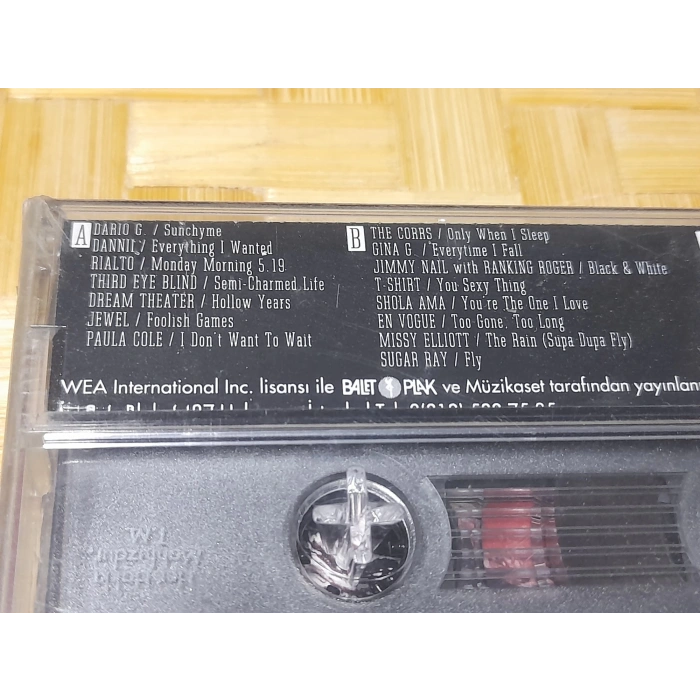 A
DARIO G. / Sunchyme
DANNII / Everything I Wanted
RIALTO / Monday Morning 5.19
THIRD EYE BLIND / Semi-Charmed Life
DREAM THEATER / Hollow Years
JEWEL / Foolish Games
PAULA COLE / I Don't Want To Wait
B
THE CORRS / Only When I Sleep
GINA G. / Everytime I Fall
JIMMY NAIL with RANKING ROGER / Black & White
T-SHIRT / You Sexy Thing
SHOLA AMA / You're The One I Love
EN VOGUE / Too Gone, Too Long
MISSY ELLIOTT / The Rain (Supa Dupa Fly)
SUGAR RAY / Fly
WEA International Inc. lisansı ile BALET PLAK ve Müzikaset tarafından